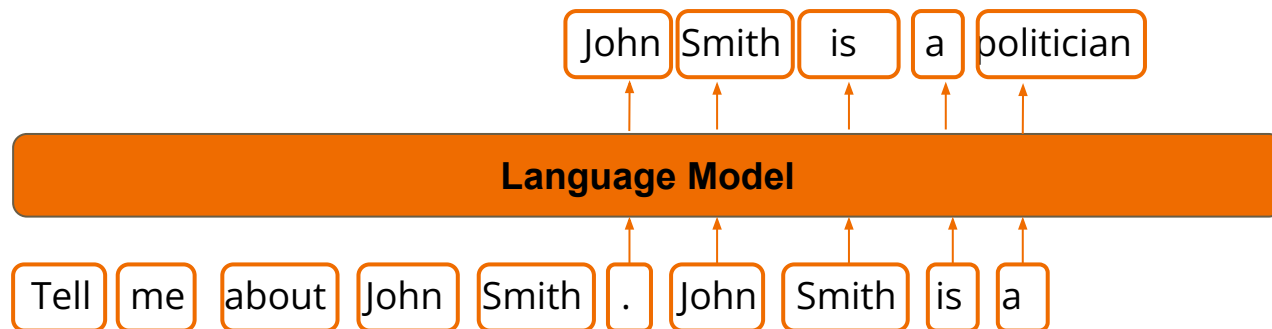 John Smith is a politician
Language Model
Tell me about John Smith . John Smith is a